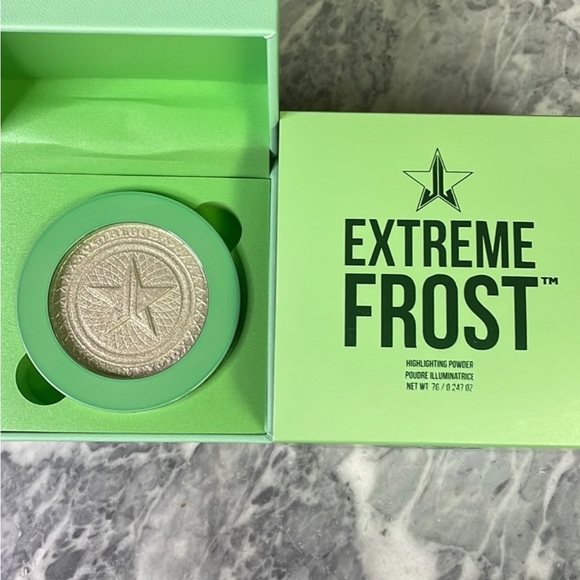 EXTREME
FROST™
HIGHLIGHTING POWDER
POUDRE ILLUMINATRICE
NET WT. 7G / 0.247 OZ